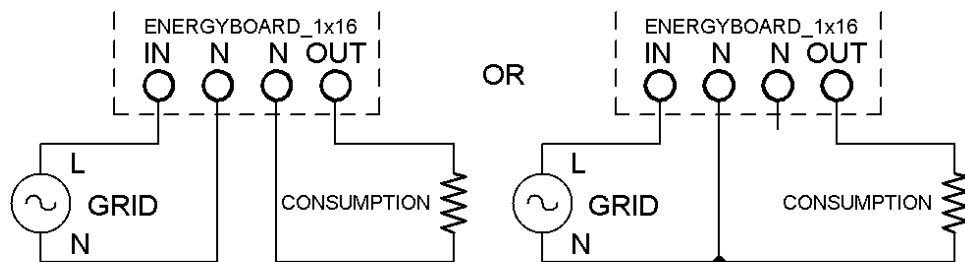 ENERGYBOARD_1x16
IN N N OUT
L
GRID
CONSUMPTION
N
OR
ENERGYBOARD_1x16
IN N N OUT
L
GRID
CONSUMPTION
N